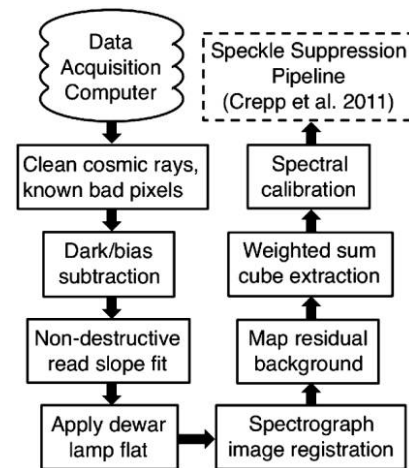 Data
Acquisition
Computer
Clean cosmic rays,
known bad pixels
Dark/bias
subtraction
Non-destructive
read slope fit
Apply dewar
lamp flat
Spectrograph
image registration
Map residual
background
Weighted sum
cube extraction
Spectral
calibration
Speckle Suppression
Pipeline
(Crepp et al. 2011)